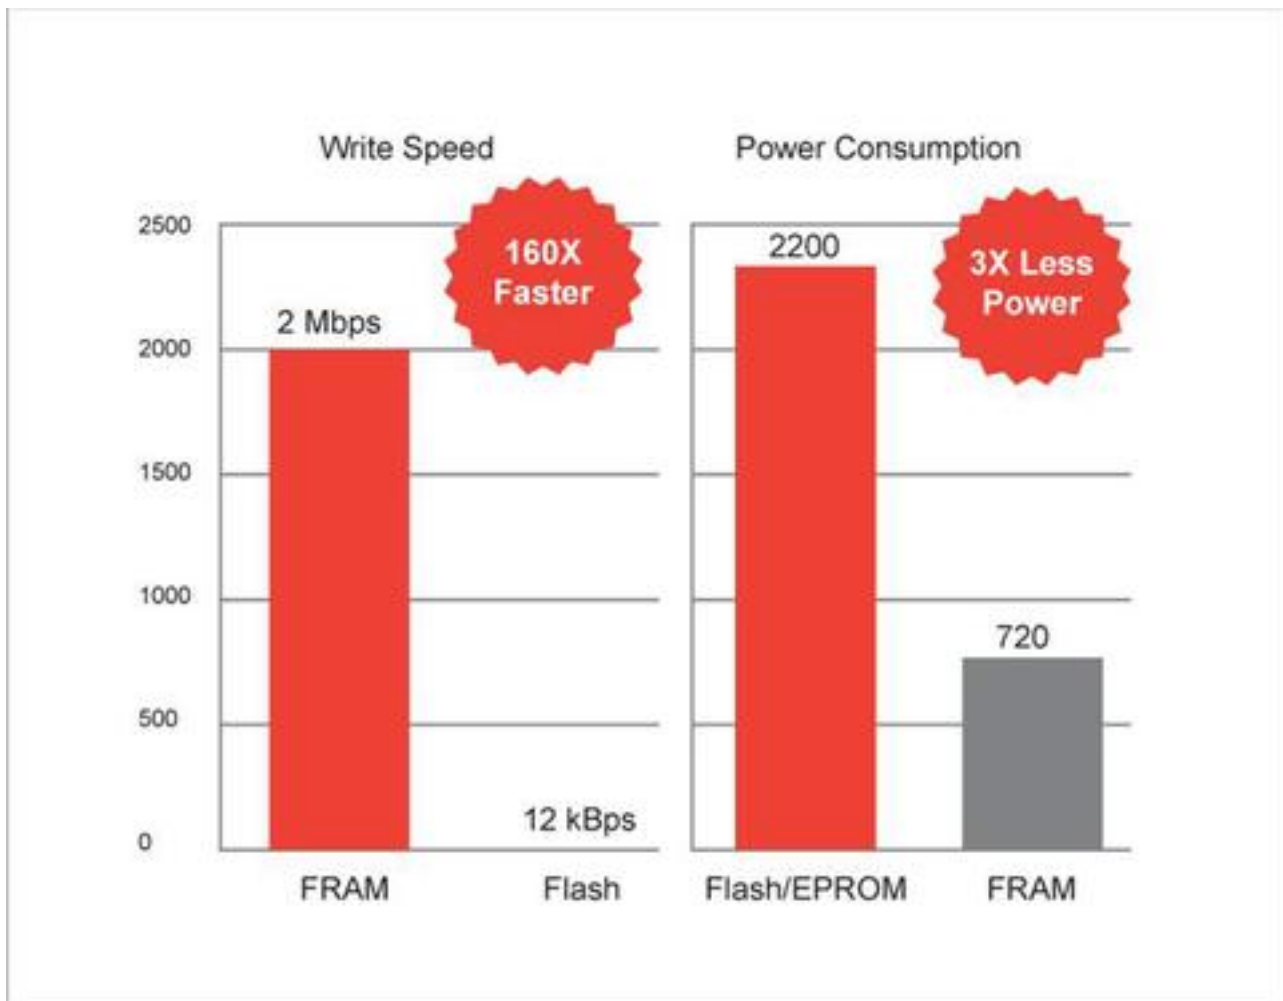 Write Speed
Power Consumption
2500
2000
1500
1000
500
0
160X
Faster
2 Mbps
12 kBps
FRAM
Flash
2200
3X Less
Power
720
Flash/EPROM
FRAM